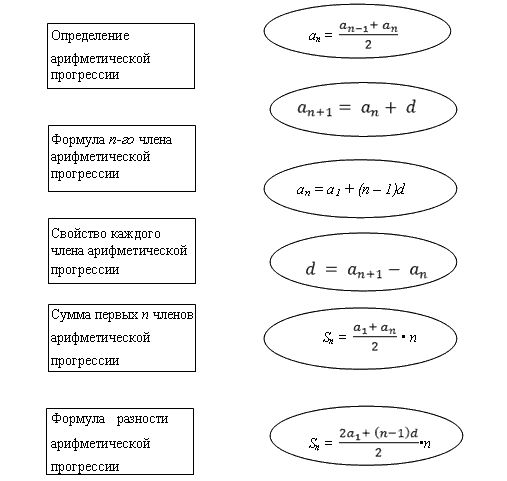 Определение
арифметической
прогрессии
Формула n-го члена
арифметической
прогрессии
Свойство каждого
члена арифметической
прогрессии
Сумма первых n членов
арифметической
прогрессии
Формула разности
арифметической
прогрессии
aₙ = (aₙ₋₁ + aₙ)/2
aₙ₊₁ = aₙ + d
aₙ = a₁ + (n – 1)d
d = aₙ₊₁ − aₙ
Sₙ = (a₁ + aₙ)/2 • n
Sₙ = (2a₁ + (n−1)d)/2 •n